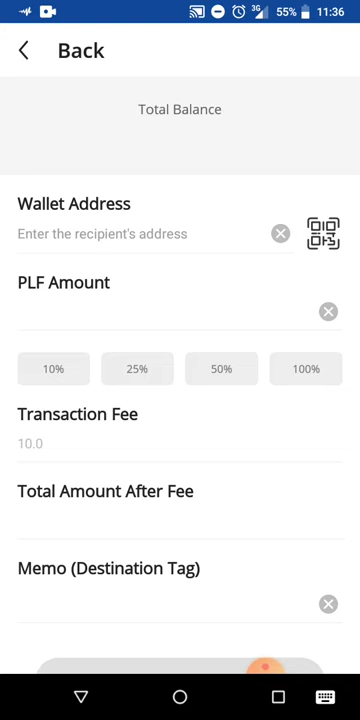 3G 55% 11:36
Back
Total Balance
Wallet Address
Enter the recipient's address
PLF Amount
10% 25% 50% 100%
Transaction Fee
10.0
Total Amount After Fee
Memo (Destination Tag)